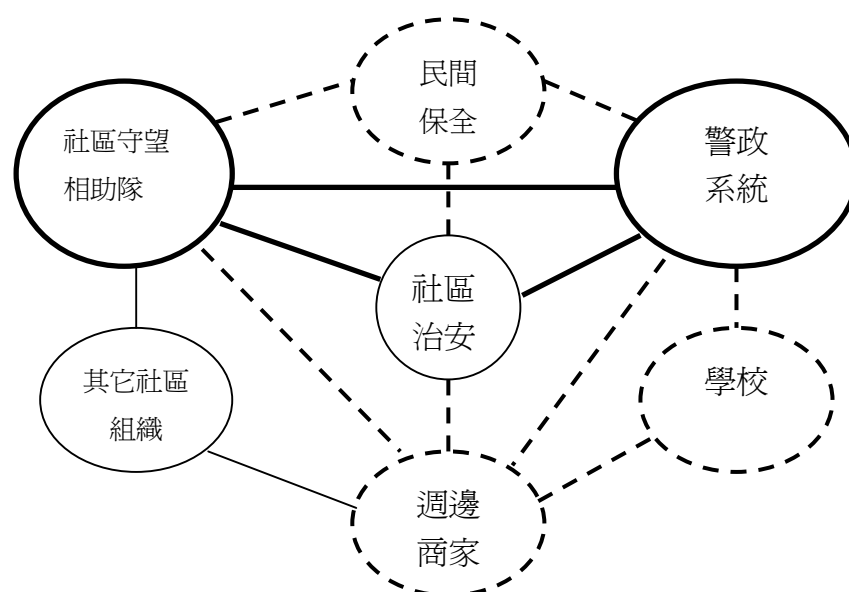 民間
保全
社區守望
相助隊
警政
系統
社區
治安
其它社區
組織
學校
週邊
商家